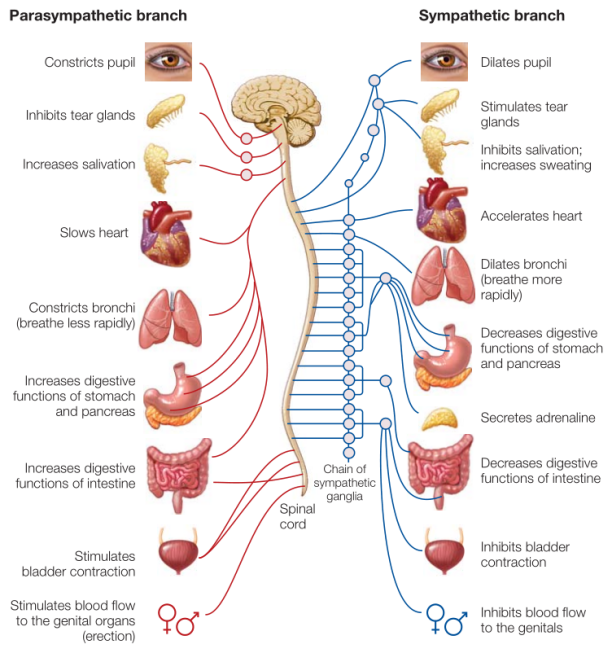 Parasympathetic branch
Constricts pupil
Inhibits tear glands
Increases salivation
Slows heart
Constricts bronchi
(breathe less rapidly)
Increases digestive
functions of stomach
and pancreas
Increases digestive
functions of intestine
Stimulates
bladder contraction
Stimulates blood flow
to the genital organs
(erection)
Spinal
cord
Chain of
sympathetic
ganglia
Sympathetic branch
Dilates pupil
Stimulates tear
glands
Inhibits salivation;
increases sweating
Accelerates heart
Dilates bronchi
(breathe more
rapidly)
Decreases digestive
functions of stomach
and pancreas
Secretes adrenaline
Decreases digestive
functions of intestine
Inhibits bladder
contraction
Inhibits blood flow
to the genitals